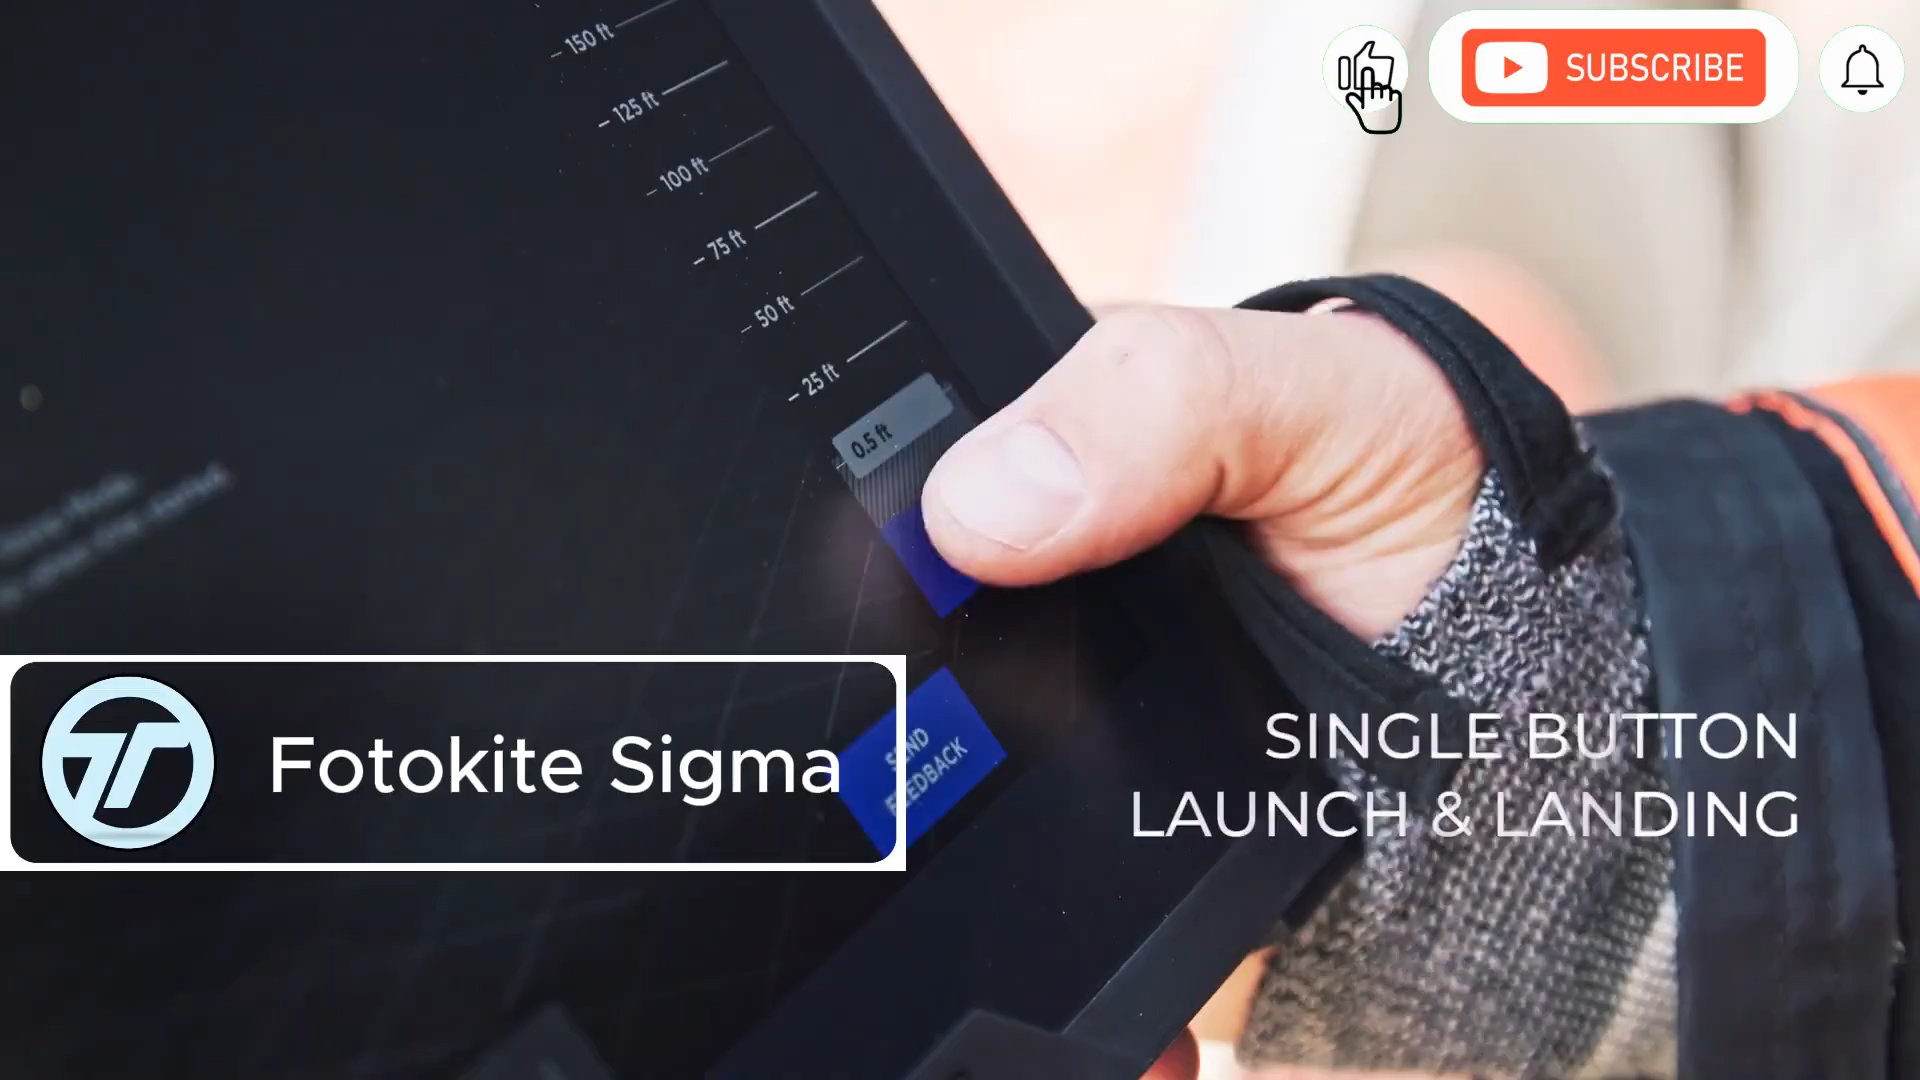 150 ft
125 ft
100 ft
75 ft
50 ft
25 ft
0.5 ft
SUBSCRIBE
SEND
FEEDBACK
Fotokite Sigma
SINGLE BUTTON
LAUNCH & LANDING